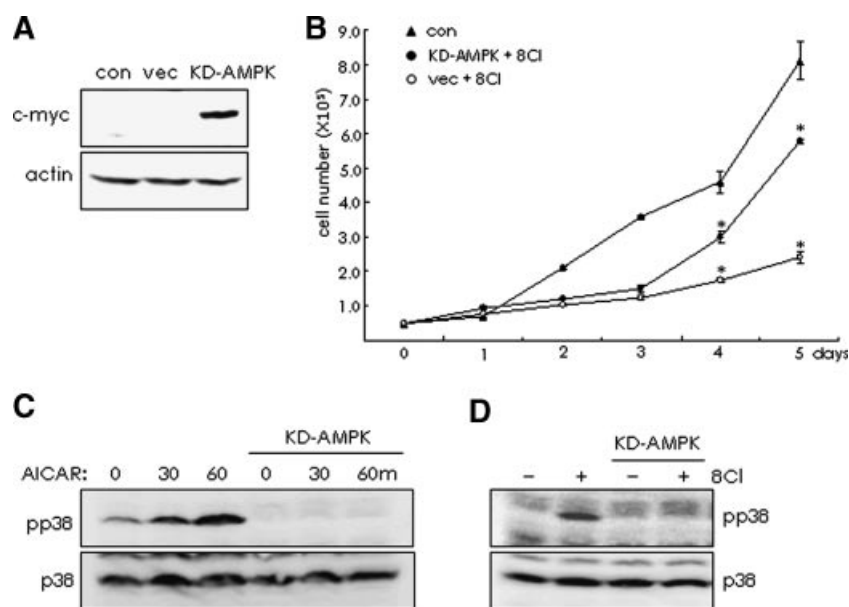 A
con vec KD-AMPK
c-myc
actin
B
con
KD-AMPK + 8Cl
vec + 8Cl
cell number (X10⁵)
9.0
8.0
7.0
6.0
5.0
4.0
3.0
2.0
1.0
*
*
*
*
0 1 2 3 4 5 days
C
KD-AMPK
AICAR: 0 30 60 0 30 60m
pp38
p38
D
KD-AMPK
- + - + 8Cl
pp38
p38